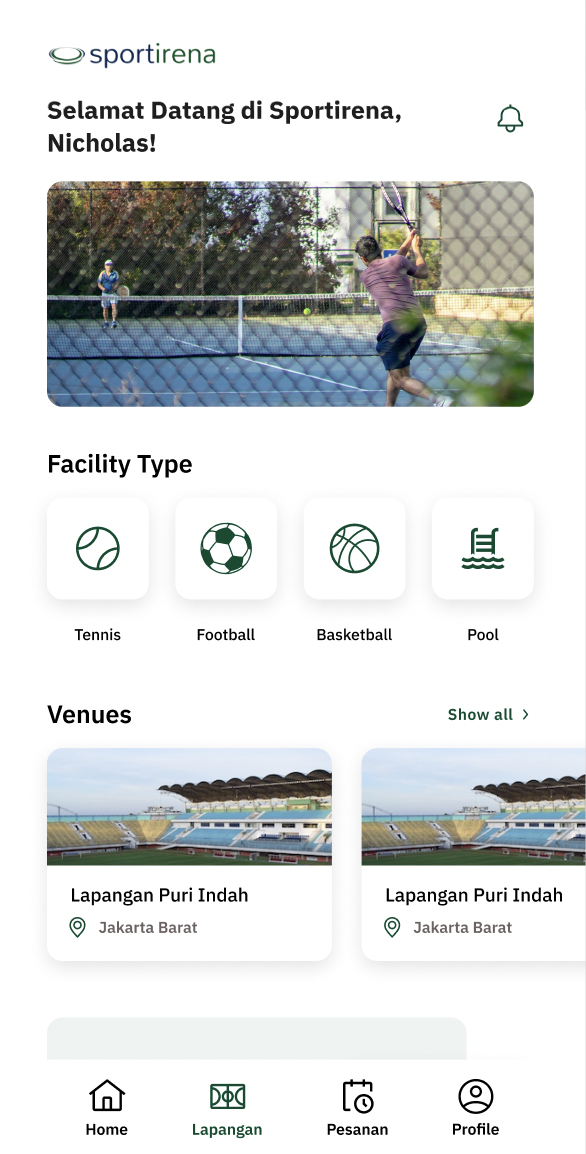 sportirena
Selamat Datang di Sportirena,
Nicholas!
Facility Type
Tennis
Football
Basketball
Pool
Venues
Show all
Lapangan Puri Indah
Jakarta Barat
Lapangan Puri Indah
Jakarta Barat
Home
Lapangan
Pesanan
Profile